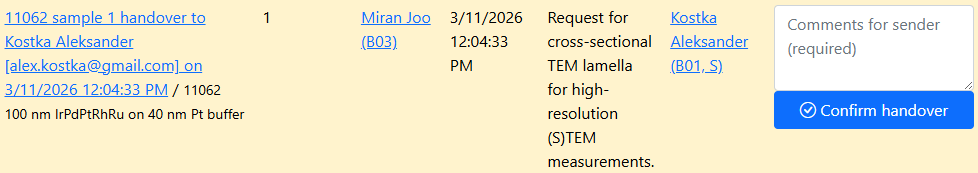 11062 sample 1 handover to
Kostka Aleksander
[alex.kostka@gmail.com] on
3/11/2026 12:04:33 PM / 11062
100 nm IrPdPtRhRu on 40 nm Pt buffer
1
Miran Joo
(B03)
3/11/2026
12:04:33
PM
Request for
cross-sectional
TEM lamella
for high-
resolution
(S)TEM
measurements.
Kostka
Aleksander
(B01, S)
Comments for sender
(required)
Confirm handover